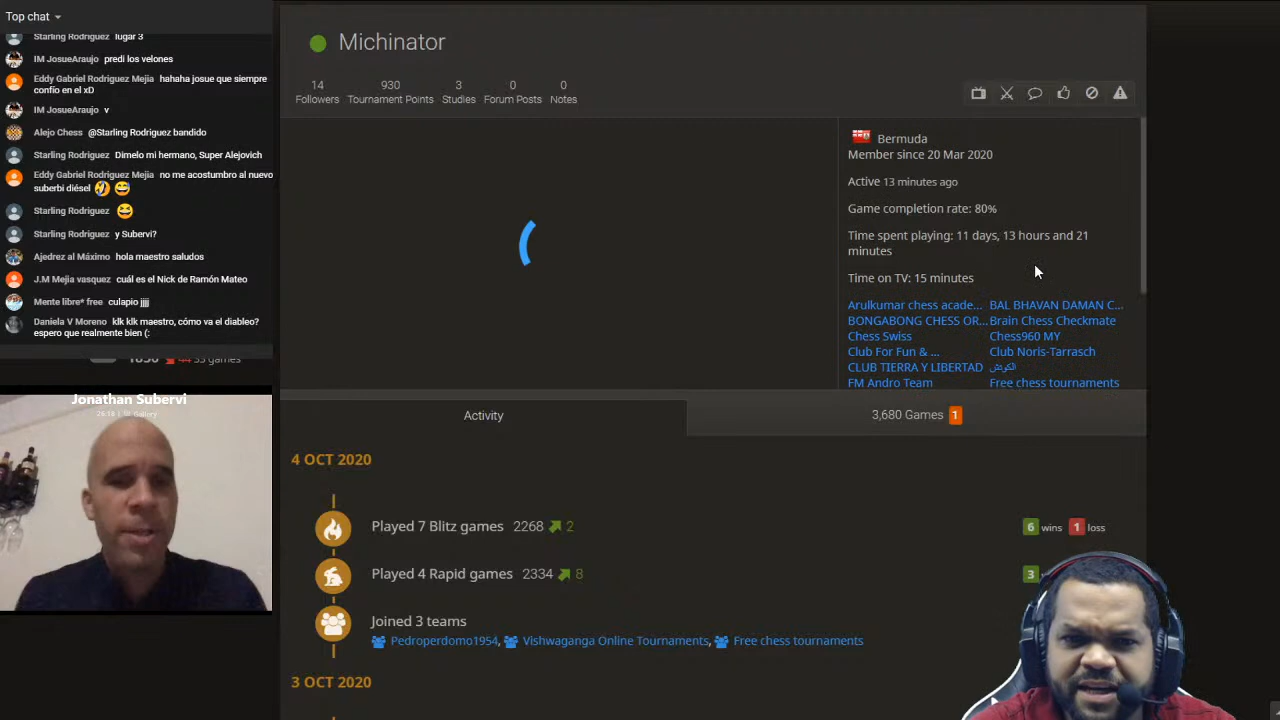 Top chat
Starling Rodriguez lugar 3
IM JosueAraujo predi los velones
Eddy Gabriel Rodriguez Mejia hahaha josue que siempre
confío en el xD
IM JosueAraujo v
Alejo Chess @Starling Rodriguez bandido
Starling Rodriguez Dimelo mi hermano, Super Alejovich
Eddy Gabriel Rodriguez Mejia no me acostumbro al nuevo
suberbi diésel 🤣 😅
Starling Rodriguez 😆
Starling Rodriguez y Subervi?
Ajedrez al Máximo hola maestro saludos
J.M Mejia vasquez cuál es el Nick de Ramón Mateo
Mente libre* free culapio jjjj
Daniela V Moreno klk klk maestro, cómo va el diableo?
espero que realmente bien (:
44 33 games
Jonathan Subervi
Michinator
14 930 3 0 0
Followers Tournament Points Studies Forum Posts Notes
Bermuda
Member since 20 Mar 2020
Active 13 minutes ago
Game completion rate: 80%
Time spent playing: 11 days, 13 hours and 21
minutes
Time on TV: 15 minutes
Arulkumar chess acade... BAL BHAVAN DAMAN C...
BONGABONG CHESS OR... Brain Chess Checkmate
Chess Swiss Chess960 MY
Club For Fun & ... Club Noris-Tarrasch
CLUB TIERRA Y LIBERTAD الكوتش
FM Andro Team Free chess tournaments
Activity 3,680 Games 1
4 OCT 2020
Played 7 Blitz games 2268 2 6 wins 1 loss
Played 4 Rapid games 2334 8 3
Joined 3 teams
Pedroperdomo1954, Vishwaganga Online Tournaments, Free chess tournaments
3 OCT 2020